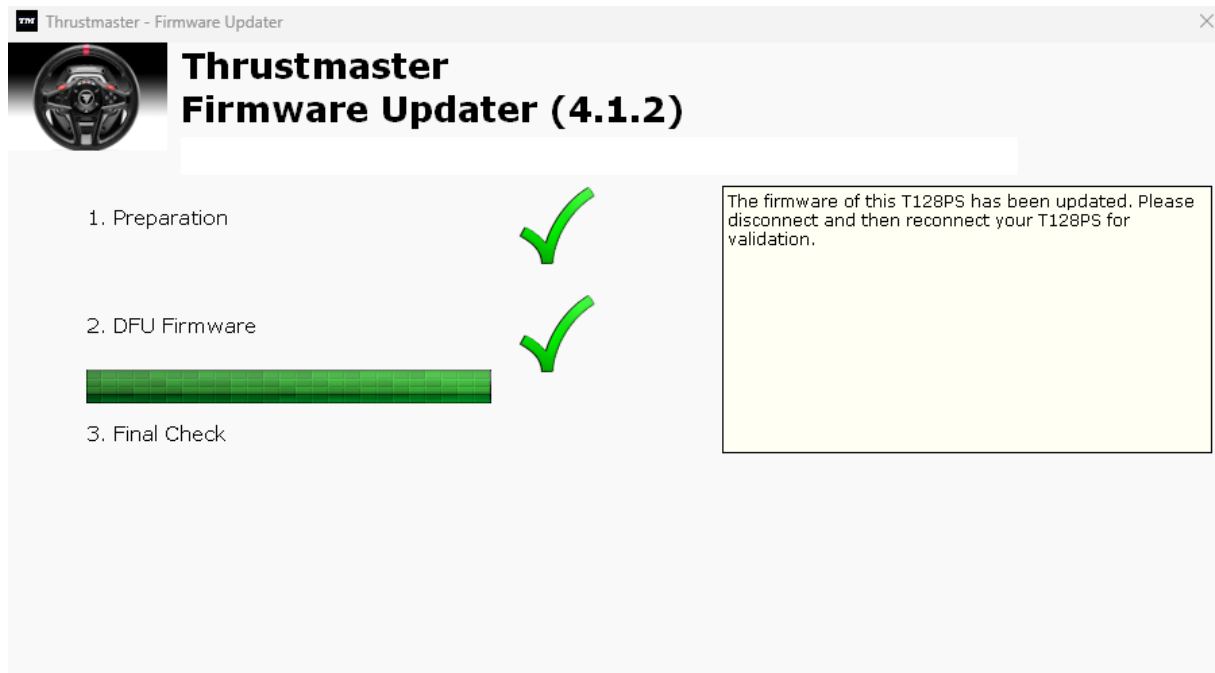 TM Thrustmaster - Firmware Updater
Thrustmaster
Firmware Updater (4.1.2)
1. Preparation
2. DFU Firmware
3. Final Check
The firmware of this T128PS has been updated. Please
disconnect and then reconnect your T128PS for
validation.